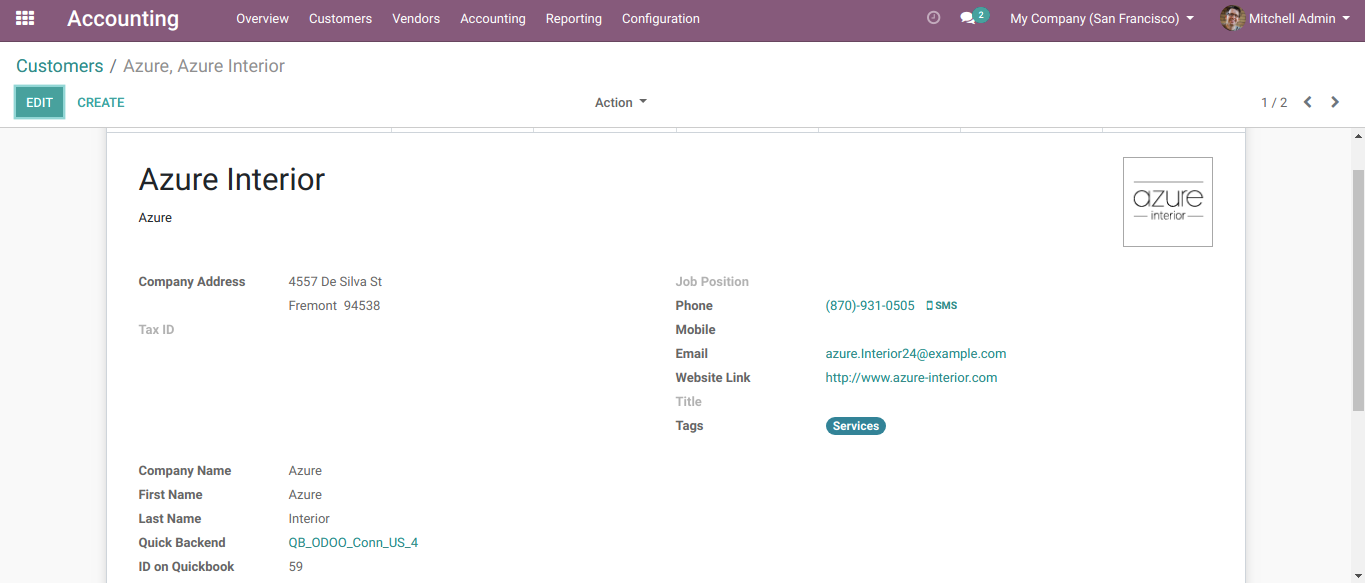 Accounting Overview Customers Vendors Accounting Reporting Configuration 2 My Company (San Francisco) Mitchell Admin
Customers / Azure, Azure Interior
EDIT CREATE Action 1 / 2
Azure Interior
azure
interior
Azure
Company Address 4557 De Silva St Job Position
Fremont 94538 Phone (870)-931-0505 SMS
Tax ID Mobile
Email azure.Interior24@example.com
Website Link http://www.azure-interior.com
Title
Tags Services
Company Name Azure
First Name Azure
Last Name Interior
Quick Backend QB_ODOO_Conn_US_4
ID on Quickbook 59